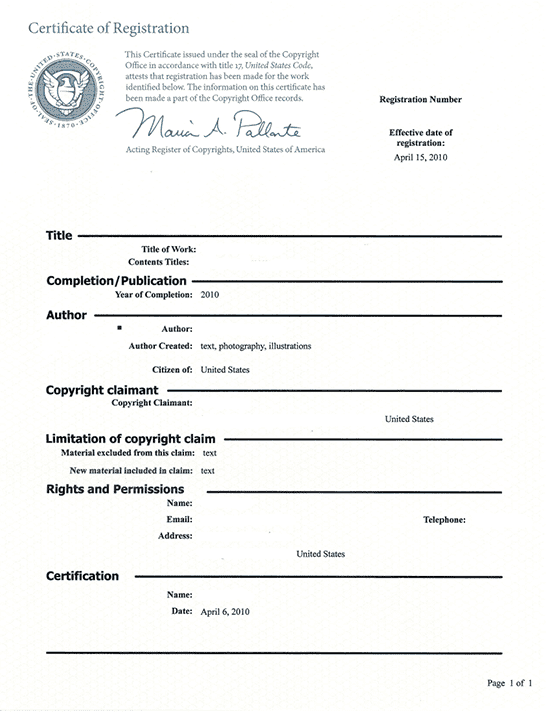 Certificate of Registration
This Certificate issued under the seal of the Copyright
Office in accordance with title 17, United States Code,
attests that registration has been made for the work
identified below. The information on this certificate has
been made a part of the Copyright Office records.
SEAL OF THE UNITED STATES COPYRIGHT OFFICE
1870
Maria A. Pallante
Acting Register of Copyrights, United States of America
Registration Number
Effective date of
registration:
April 15, 2010
Title
Title of Work:
Contents Titles:
Completion/Publication
Year of Completion: 2010
Author
Author:
Author Created: text, photography, illustrations
Citizen of: United States
Copyright claimant
Copyright Claimant:
United States
Limitation of copyright claim
Material excluded from this claim: text
New material included in claim: text
Rights and Permissions
Name:
Email: Telephone:
Address:
United States
Certification
Name:
Date: April 6, 2010
Page 1 of 1